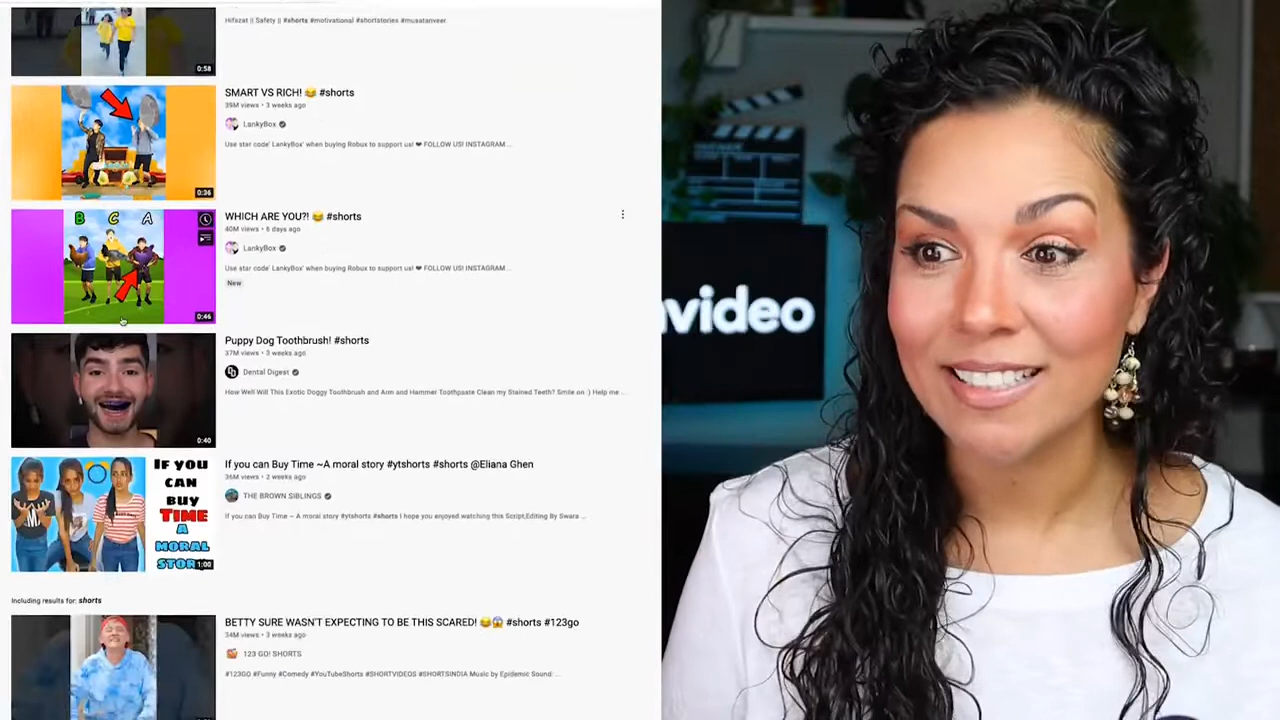 Hifazat || Safety || #shorts #motivational #shortstories #musatanveer
0:58
SMART VS RICH! 😂 #shorts
39M views • 3 weeks ago
LankyBox
Use star code' LankyBox' when buying Robux to support us! ❤ FOLLOW US! INSTAGRAM ...
0:36
B C A
WHICH ARE YOU?! 😂 #shorts
40M views • 6 days ago
LankyBox
Use star code' LankyBox' when buying Robux to support us! ❤ FOLLOW US! INSTAGRAM ...
New
0:46
Puppy Dog Toothbrush! #shorts
37M views • 3 weeks ago
Dental Digest
How Well Will This Exotic Doggy Toothbrush and Arm and Hammer Toothpaste Clean my Stained Teeth? Smile on :) Help me ...
0:40
IF YOU
CAN
BUY
TIME
A
MORAL
1:00
If you can Buy Time ~A moral story #ytshorts #shorts @Eliana Ghen
36M views • 2 weeks ago
THE BROWN SIBLINGS
If you can Buy Time ~ A moral story #ytshorts #shorts I hope you enjoyed watching this Script,Editing By Swara ...
Including results for: shorts
BETTY SURE WASN'T EXPECTING TO BE THIS SCARED! 😂😱 #shorts #123go
34M views • 3 weeks ago
123 GO! SHORTS
#123GO #Funny #Comedy #YouTubeShorts #SHORTVIDEOS #SHORTSINDIA Music by Epidemic Sound: ...
video